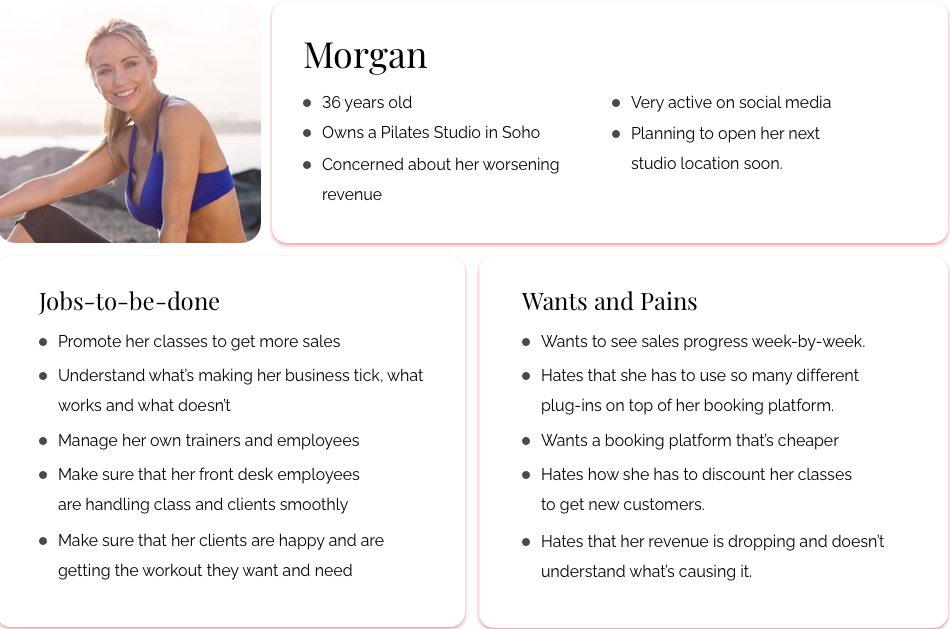 Morgan
36 years old
Owns a Pilates Studio in Soho
Concerned about her worsening
revenue
Very active on social media
Planning to open her next
studio location soon.
Jobs-to-be-done
Promote her classes to get more sales
Understand what's making her business tick, what
works and what doesn't
Manage her own trainers and employees
Make sure that her front desk employees
are handling class and clients smoothly
Make sure that her clients are happy and are
getting the workout they want and need
Wants and Pains
Wants to see sales progress week-by-week.
Hates that she has to use so many different
plug-ins on top of her booking platform.
Wants a booking platform that's cheaper
Hates how she has to discount her classes
to get new customers.
Hates that her revenue is dropping and doesn't
understand what's causing it.